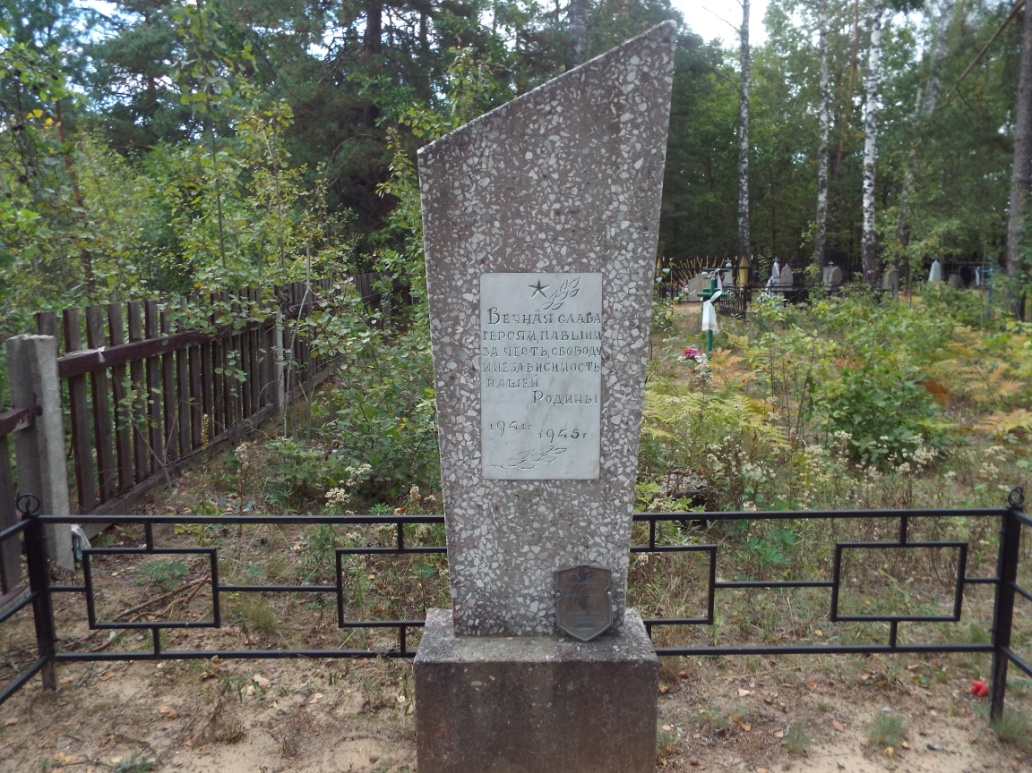 Вечная слава
героям, павшим
за честь, свободу
и независимость
нашей
Родины
1941г
1945г